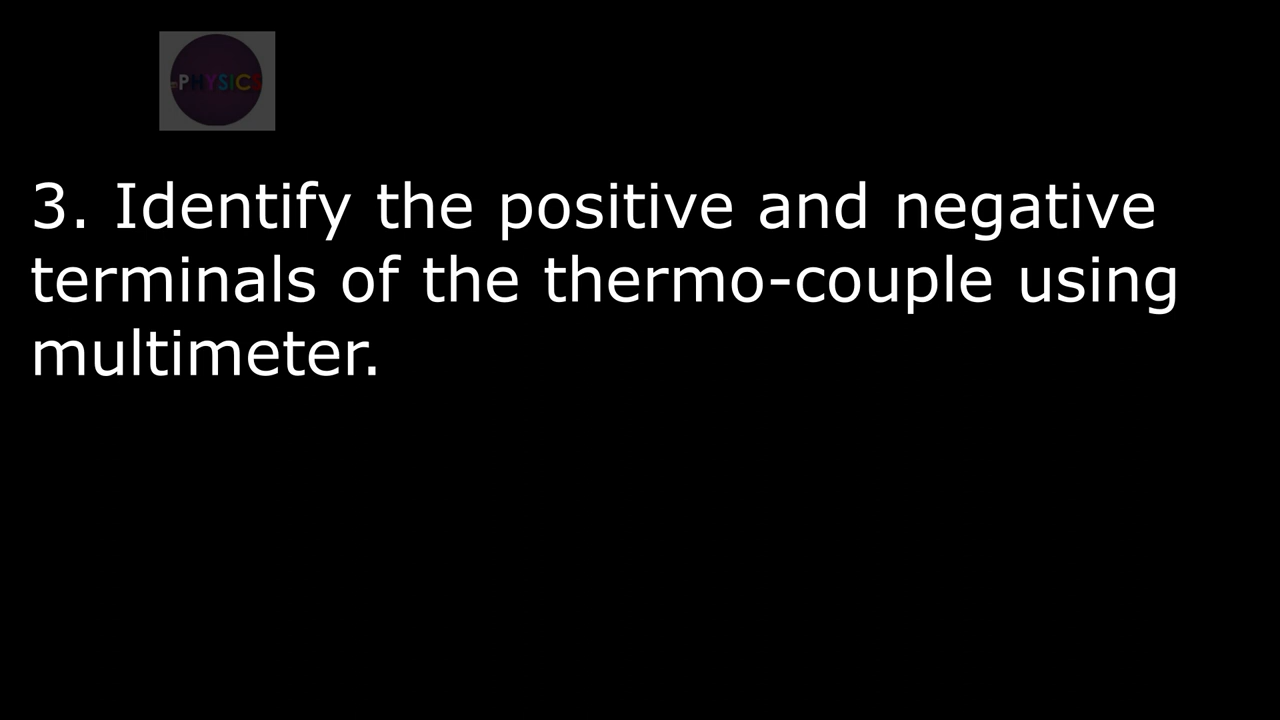 PHYSICS
3. Identify the positive and negative
terminals of the thermo-couple using
multimeter.